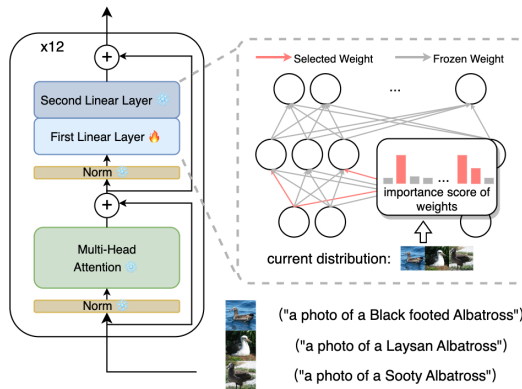 x12
Second Linear Layer
First Linear Layer
Norm
Multi-Head
Attention
Norm
Selected Weight
Frozen Weight
...
...
importance score of
weights
current distribution:
("a photo of a Black footed Albatross")
("a photo of a Laysan Albatross")
("a photo of a Sooty Albatross")